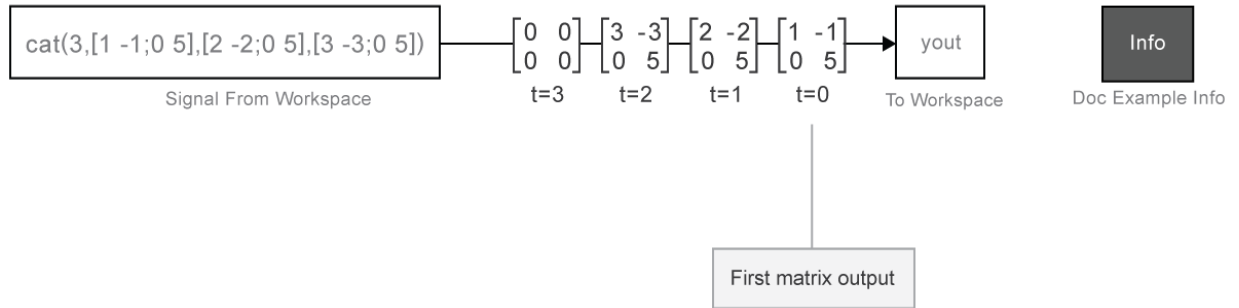 cat(3,[1 -1;0 5],[2 -2;0 5],[3 -3;0 5])
Signal From Workspace
0 0
0 0
t=3
3 -3
0 5
t=2
2 -2
0 5
t=1
1 -1
0 5
t=0
yout
To Workspace
Info
Doc Example Info
First matrix output